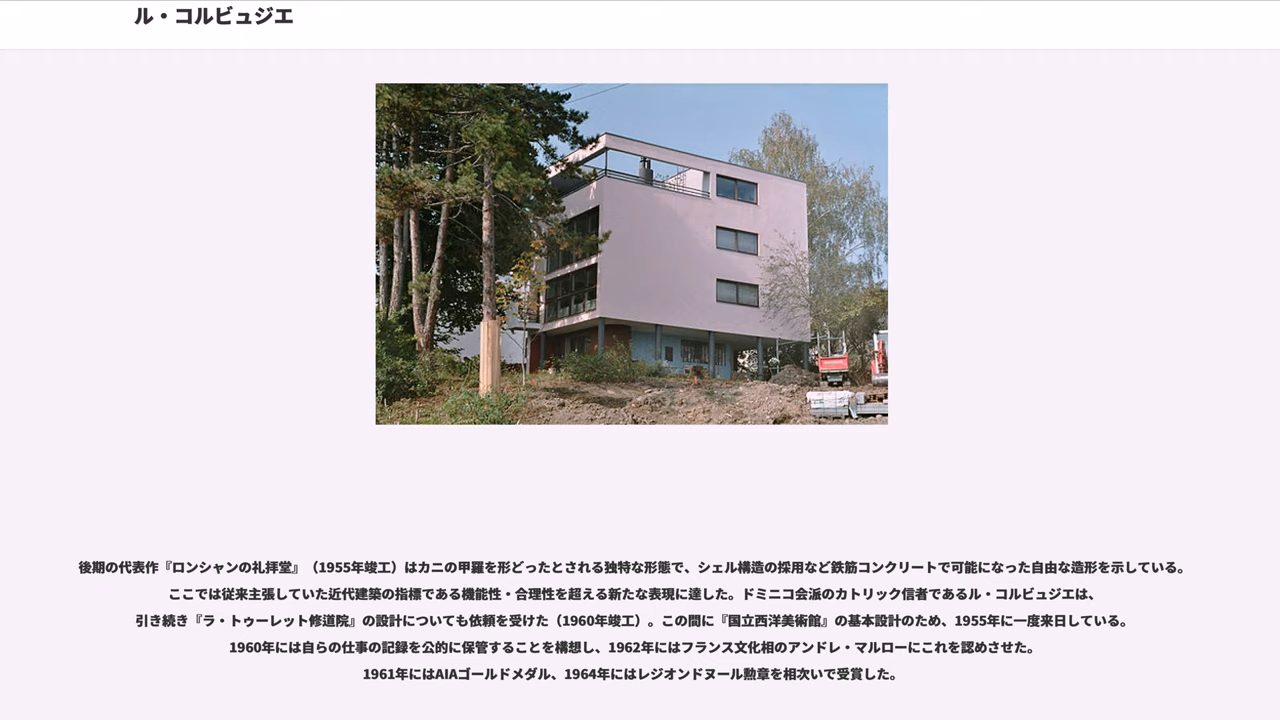 ル・コルビュジエ
後期の代表作『ロンシャンの礼拝堂』（1955年竣工）はカニの甲羅を形どったとされる独特な形態で、シェル構造の採用など鉄筋コンクリートで可能になった自由な造形を示している。
ここでは従来主張していた近代建築の指標である機能性・合理性を超える新たな表現に達した。ドミニコ会派のカトリック信者であるル・コルビュジエは、
引き続き『ラ・トゥーレット修道院』の設計についても依頼を受けた（1960年竣工）。この間に『国立西洋美術館』の基本設計のため、1955年に一度来日している。
1960年には自らの仕事の記録を公的に保管することを構想し、1962年にはフランス文化相のアンドレ・マルローにこれを認めさせた。
1961年にはAIAゴールドメダル、1964年にはレジオンドヌール勲章を相次いで受賞した。